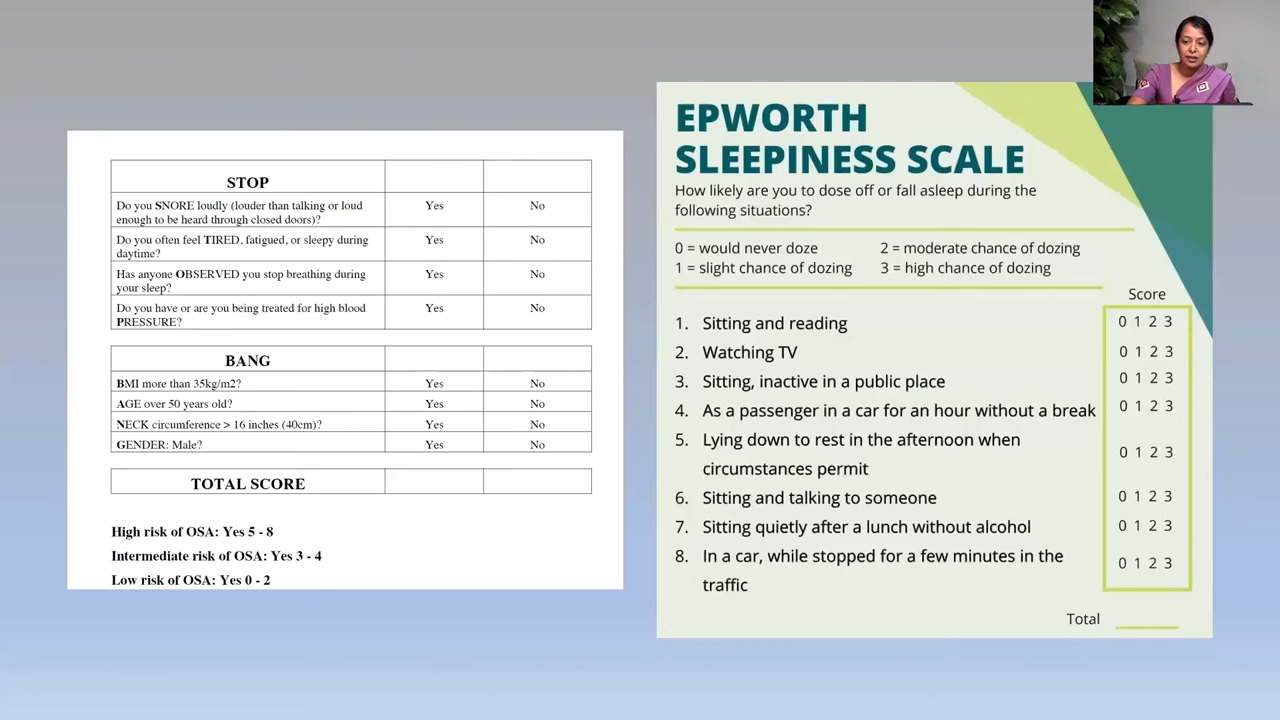 STOP
Do you SNORE loudly (louder than talking or loud
enough to be heard through closed doors)?
Yes
No
Do you often feel TIRED, fatigued, or sleepy during
daytime?
Yes
No
Has anyone OBSERVED you stop breathing during
your sleep?
Yes
No
Do you have or are you being treated for high blood
PRESSURE?
Yes
No
BANG
BMI more than 35kg/m2?
Yes
No
AGE over 50 years old?
Yes
No
NECK circumference > 16 inches (40cm)?
Yes
No
GENDER: Male?
Yes
No
TOTAL SCORE
High risk of OSA: Yes 5 - 8
Intermediate risk of OSA: Yes 3 - 4
Low risk of OSA: Yes 0 - 2
EPWORTH
SLEEPINESS SCALE
How likely are you to dose off or fall asleep during the
following situations?
0 = would never doze
2 = moderate chance of dozing
1 = slight chance of dozing
3 = high chance of dozing
Score
1. Sitting and reading
0 1 2 3
2. Watching TV
0 1 2 3
3. Sitting, inactive in a public place
0 1 2 3
4. As a passenger in a car for an hour without a break
0 1 2 3
5. Lying down to rest in the afternoon when
circumstances permit
0 1 2 3
6. Sitting and talking to someone
0 1 2 3
7. Sitting quietly after a lunch without alcohol
0 1 2 3
8. In a car, while stopped for a few minutes in the
traffic
0 1 2 3
Total